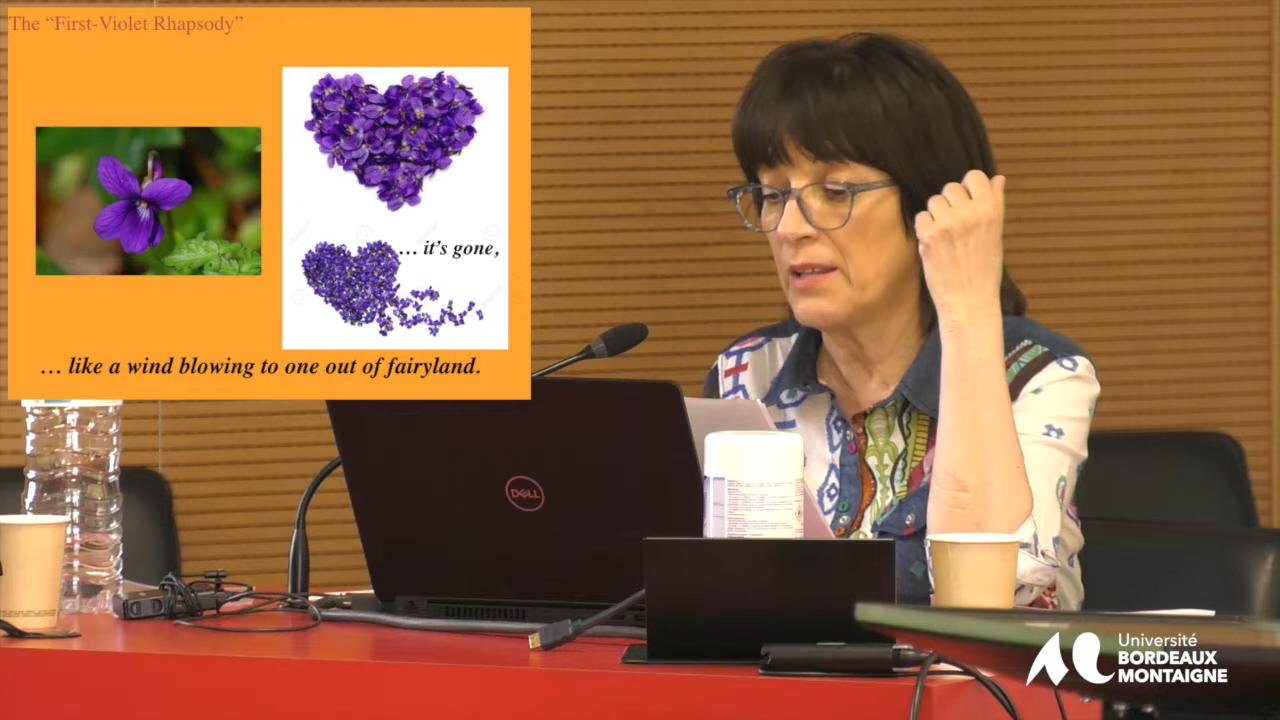 The “First-Violet Rhapsody”
… it’s gone,
… like a wind blowing to one out of fairyland.
DELL
Université
BORDEAUX
MONTAIGNE